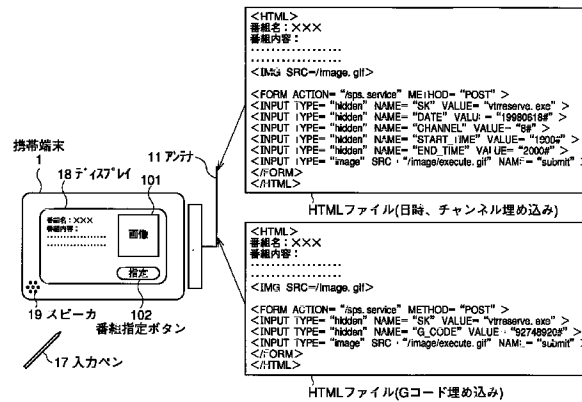 <HTML>
番組名：×××
番組内容：
<IMG SRC=/image.gif>
<FORM ACTION= "/sps.service" METHOD= "POST" >
<INPUT TYPE= "hidden" NAME= "SK" VALUE= "vtrreserve.exe">
<INPUT TYPE= "hidden" NAME= "DATE" VALUE= "19980618#" >
<INPUT TYPE= "hidden" NAME= "CHANNEL" VALUE= "8#" >
<INPUT TYPE= "hidden" NAME= "START_TIME" VALUE= "1900#" >
<INPUT TYPE= "hidden" NAME= "END_TIME" VALUE= "2000#" >
<INPUT TYPE= "image" SRC "/image/execute.gif" NAME= "submit" >
</FORM>
</HTML>
HTMLファイル(日時、チャンネル埋め込み)
携帯端末
1
11 アンテナ
18 ディスプレイ
101
番組名：×××
番組内容：
画像
指定
19 スピーカ
102
番組指定ボタン
17 入力ペン
<HTML>
番組名：×××
番組内容：
<IMG SRC=/image.gif>
<FORM ACTION= "/sps.service" METHOD= "POST" >
<INPUT TYPE= "hidden" NAME= "SK" VALUE= "vtrreserve.exe">
<INPUT TYPE= "hidden" NAME= "G_CODE" VALUE "92748920#" >
<INPUT TYPE= "image" SRC "/image/execute.gif" NAME= "submit" >
</FORM>
</HTML>
HTMLファイル(Gコード埋め込み)